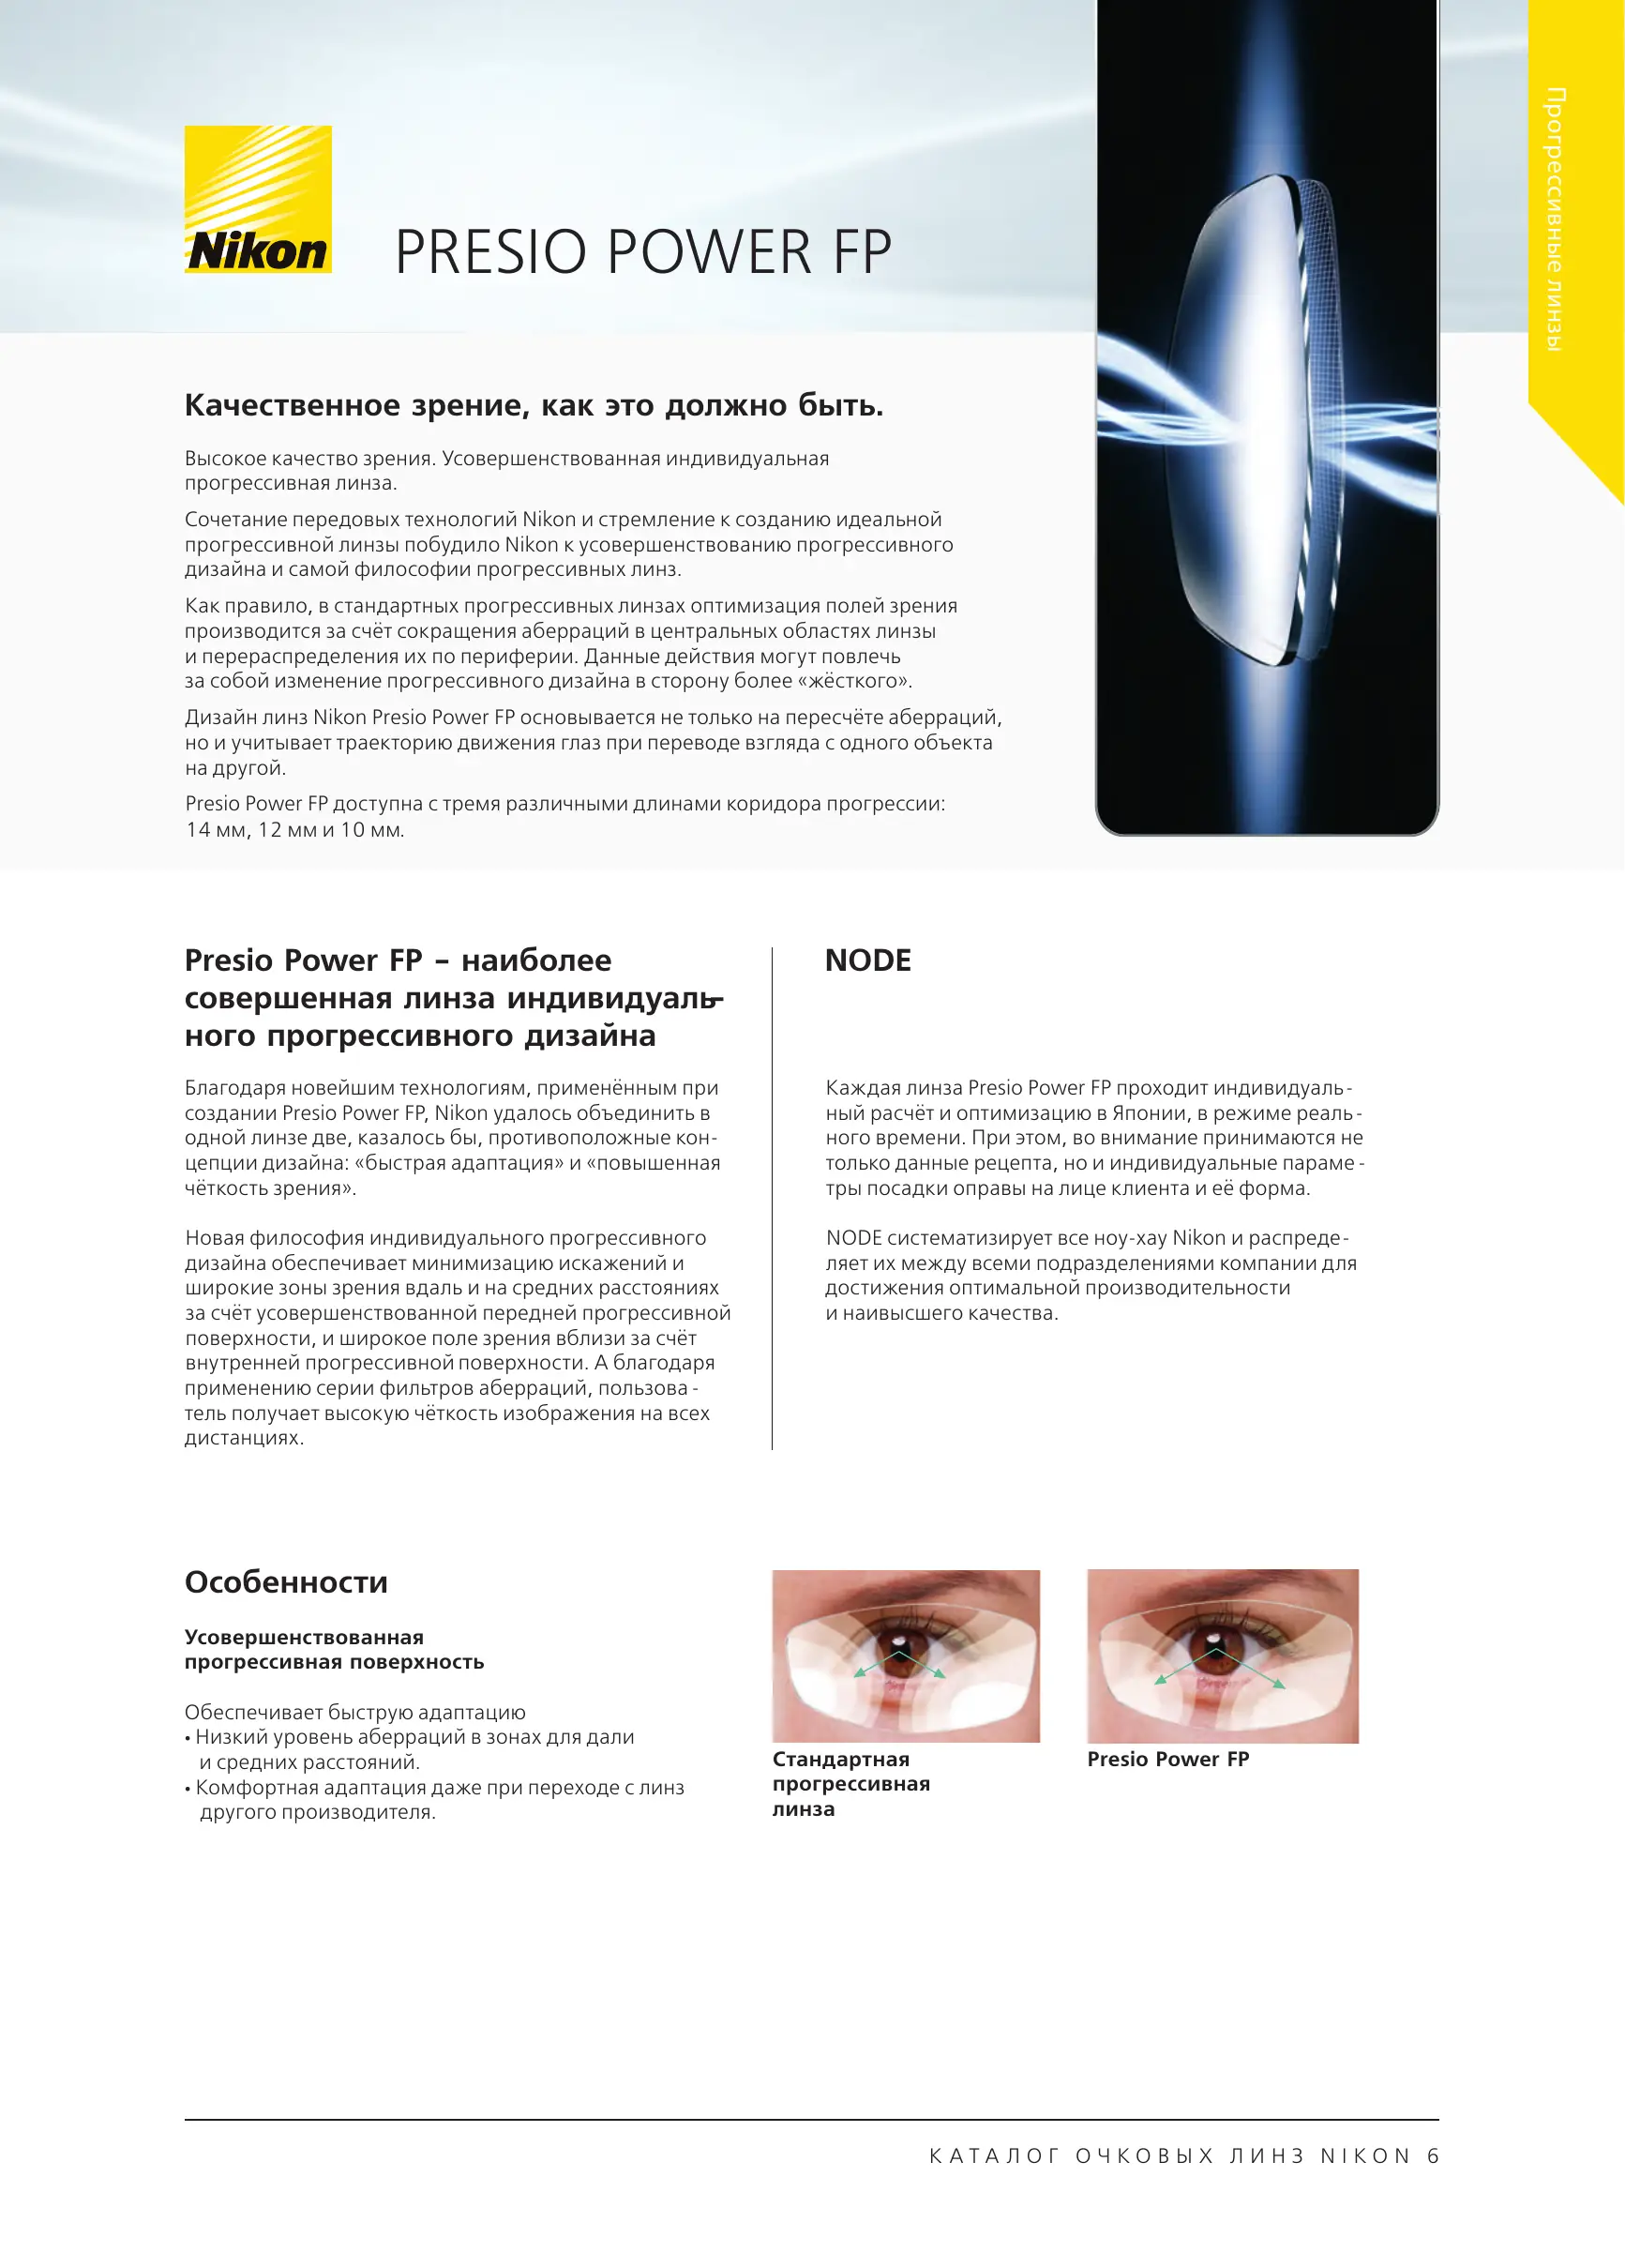 Прогрессивные линзы
Nikon
PRESIO POWER FP
Качественное зрение, как это должно быть.
Высокое качество зрения. Усовершенствованная индивидуальная
прогрессивная линза.
Сочетание передовых технологий Nikon и стремление к созданию идеальной
прогрессивной линзы побудило Nikon к усовершенствованию прогрессивного
дизайна и самой философии прогрессивных линз.
Как правило, в стандартных прогрессивных линзах оптимизация полей зрения
производится за счёт сокращения аберраций в центральных областях линзы
и перераспределения их по периферии. Данные действия могут повлечь
за собой изменение прогрессивного дизайна в сторону более «жёсткого».
Дизайн линз Nikon Presio Power FP основывается не только на пересчёте аберраций,
но и учитывает траекторию движения глаз при переводе взгляда с одного объекта
на другой.
Presio Power FP доступна с тремя различными длинами коридора прогрессии:
14 мм, 12 мм и 10 мм.
Presio Power FP – наиболее
совершенная линза индивидуаль-
ного прогрессивного дизайна
Благодаря новейшим технологиям, применённым при
создании Presio Power FP, Nikon удалось объединить в
одной линзе две, казалось бы, противоположные кон-
цепции дизайна: «быстрая адаптация» и «повышенная
чёткость зрения».
Новая философия индивидуального прогрессивного
дизайна обеспечивает минимизацию искажений и
широкие зоны зрения вдаль и на средних расстояниях
за счёт усовершенствованной передней прогрессивной
поверхности, и широкое поле зрения вблизи за счёт
внутренней прогрессивной поверхности. А благодаря
применению серии фильтров аберраций, пользова-
тель получает высокую чёткость изображения на всех
дистанциях.
NODE
Каждая линза Presio Power FP проходит индивидуаль-
ный расчёт и оптимизацию в Японии, в режиме реаль-
ного времени. При этом, во внимание принимаются не
только данные рецепта, но и индивидуальные параме-
тры посадки оправы на лице клиента и её форма.
NODE систематизирует все ноу-хау Nikon и распреде-
ляет их между всеми подразделениями компании для
достижения оптимальной производительности
и наивысшего качества.
Особенности
Усовершенствованная
прогрессивная поверхность
Обеспечивает быструю адаптацию
• Низкий уровень аберраций в зонах для дали
и средних расстояний.
• Комфортная адаптация даже при переходе с линз
другого производителя.
Стандартная
прогрессивная
линза
Presio Power FP
КАТАЛОГ ОЧКОВЫХ ЛИНЗ NIKON 6